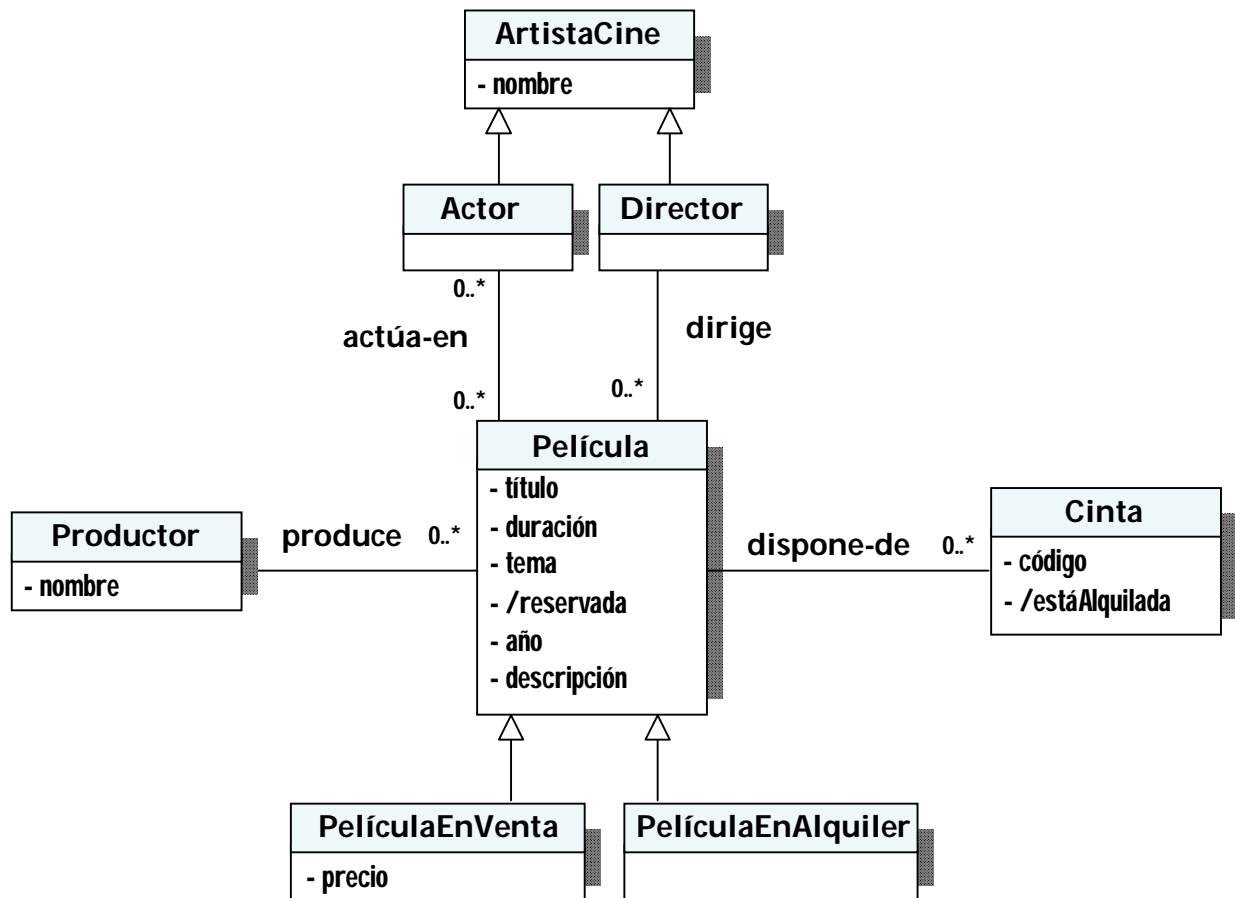 ArtistaCine
- nombre
Actor
Director
0..*
actúa-en
dirige
0..*
0..*
Película
- título
- duración
- tema
- /reservada
- año
- descripción
Productor
- nombre
produce
0..*
dispone-de
0..*
Cinta
- código
- /estáAlquilada
PelículaEnVenta
- precio
PelículaEnAlquiler